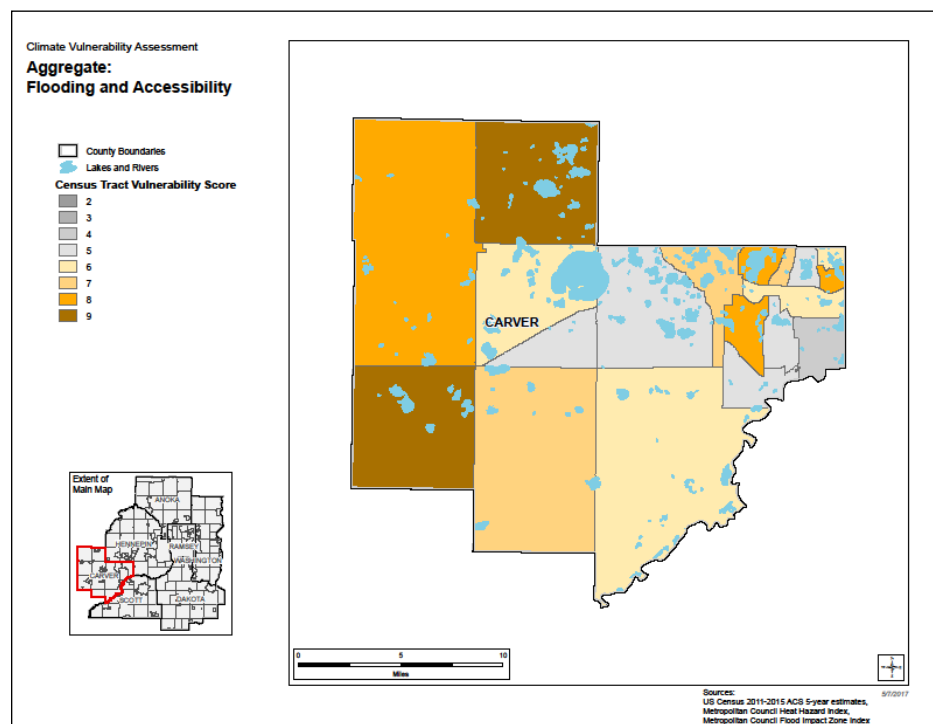 Climate Vulnerability Assessment
Aggregate:
Flooding and Accessibility
County Boundaries
Lakes and Rivers
Census Tract Vulnerability Score
2
3
4
5
6
7
8
9
CARVER
Extent of
Main Map
ANOKA
HENNEPIN
RAMSEY
WASHINGTON
CARVER
SCOTT
DAKOTA
0 5 10
Miles
Sources:
US Census 2011-2015 ACS 5-year estimates,
Metropolitan Council Heat Hazard Index,
Metropolitan Council Flood Impact Zone Index
5/7/2017